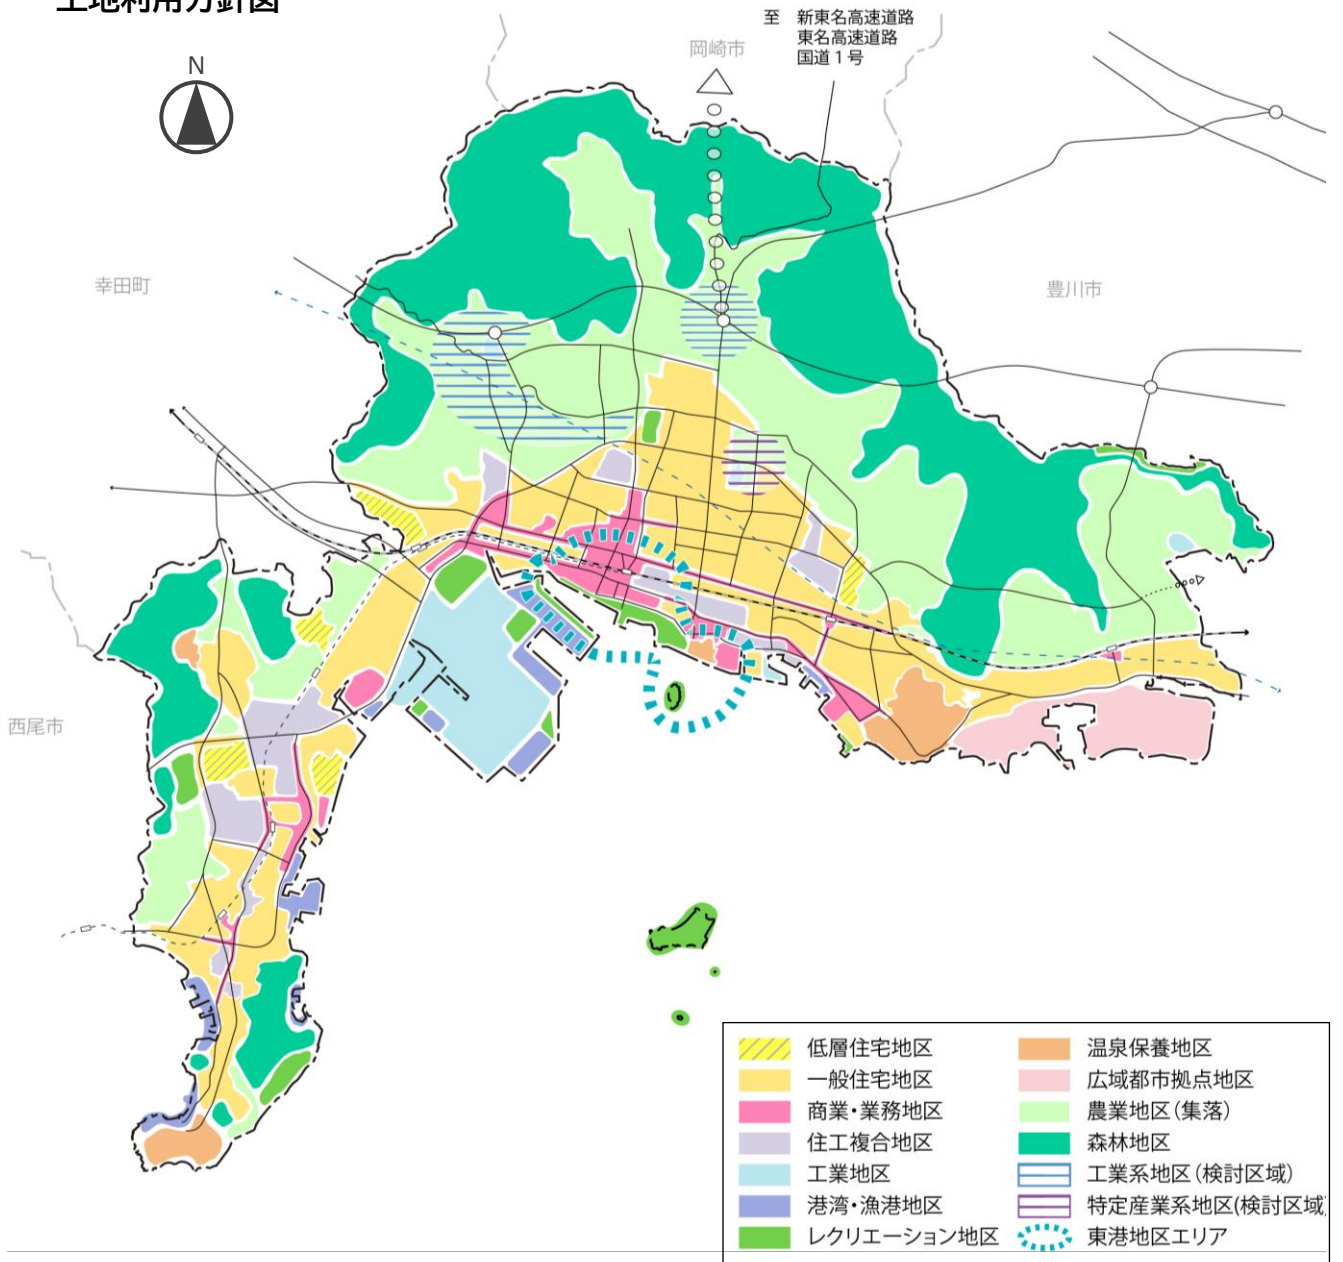 土地利用方針図
N
岡崎市
至 新東名高速道路
東名高速道路
国道1号
幸田町
豊川市
西尾市
低層住宅地区
一般住宅地区
商業・業務地区
住工複合地区
工業地区
港湾・漁港地区
レクリエーション地区
温泉保養地区
広域都市拠点地区
農業地区(集落)
森林地区
工業系地区(検討区域)
特定産業系地区(検討区域)
東港地区エリア